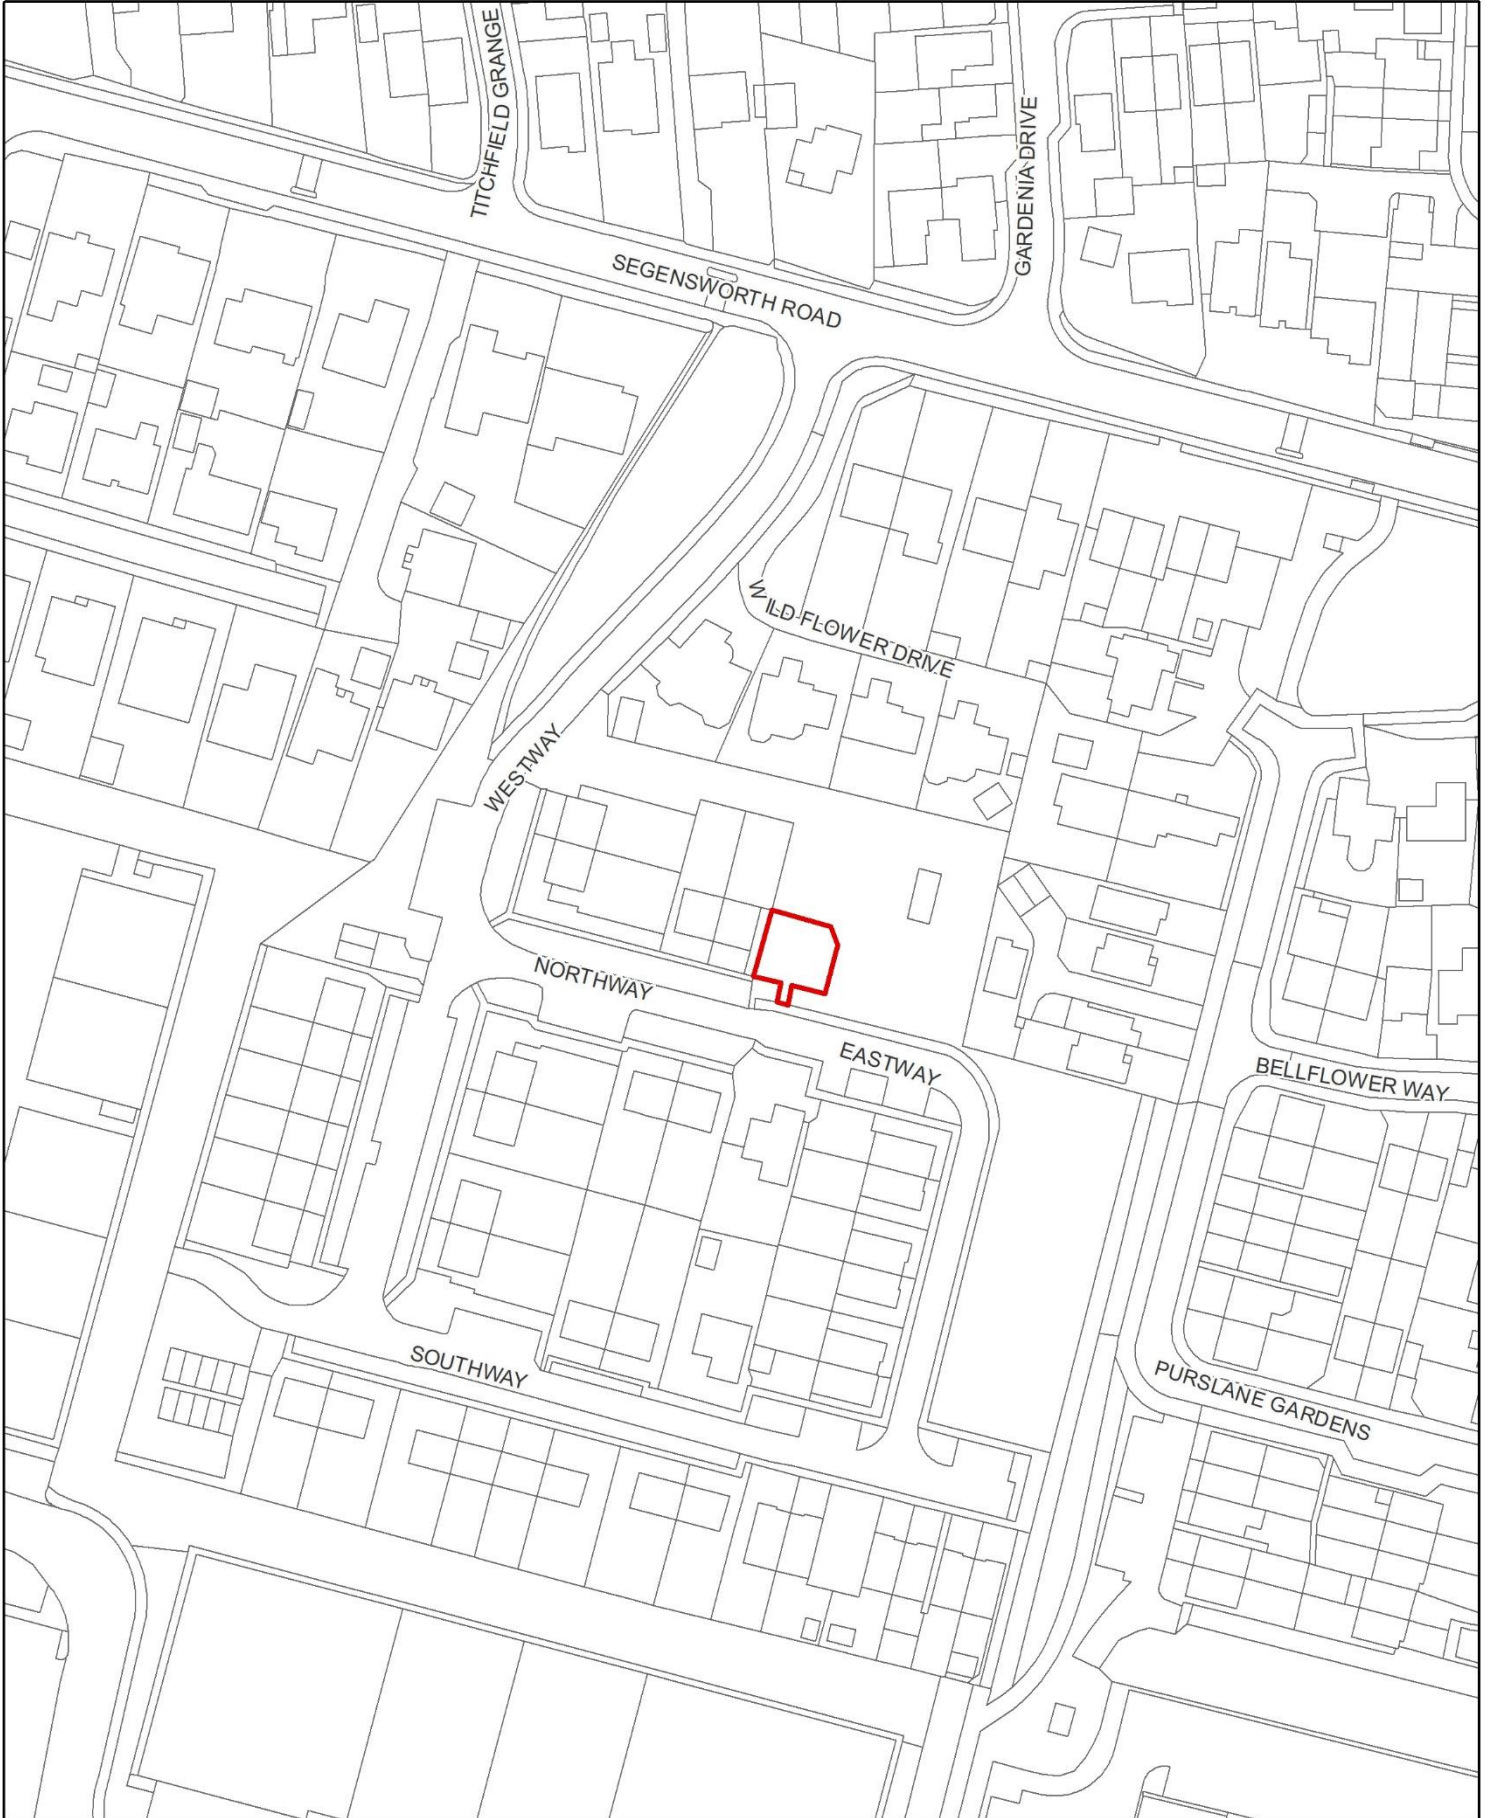 TITCHFIELD GRANGE
GARDENIA DRIVE
SEGENSWORTH ROAD
WILD FLOWER DRIVE
WESTWAY
NORTHWAY
EASTWAY
BELLFLOWER WAY
SOUTHWAY
PURSLANE GARDENS